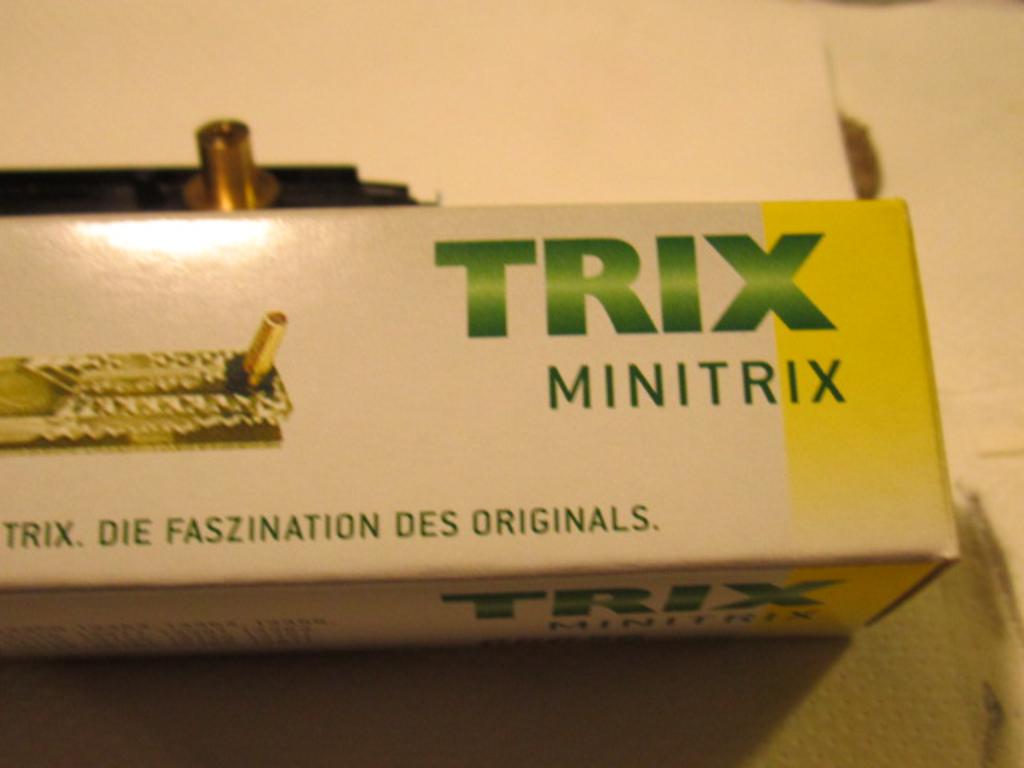 TRIX
MINITRIX
TRIX. DIE FASZINATION DES ORIGINALS.
TRIX
MINITRIX